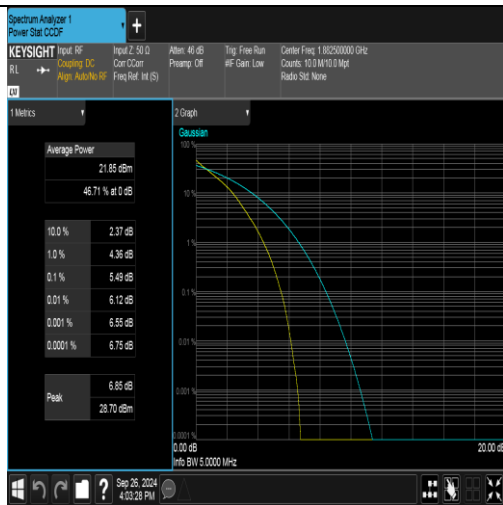 Spectrum Analyzer 1
Power Stat CCDF
KEYSIGHT
RL
Input: RF
Coupling: DC
Align: Auto/No RF
Input Z: 50 Ω
Corr CCorr
Freq Ref: Int (S)
Atten: 46 dB
Preamp: Off
Trig: Free Run
#IF Gain: Low
Center Freq: 1.882500000 GHz
Counts: 10.0 M/10.0 Mpt
Radio Std: None
1 Metrics
Average Power
21.85 dBm
46.71 % at 0 dB
10.0 % 2.37 dB
1.0 % 4.36 dB
0.1 % 5.49 dB
0.01 % 6.12 dB
0.001 % 6.55 dB
0.0001 % 6.75 dB
Peak
6.85 dB
28.70 dBm
2 Graph
Gaussian
100 %
10 %
1 %
0.1 %
0.01 %
0.001 %
0.0001 %
0.00 dB
20.00 dB
Info BW 5.0000 MHz
?
Sep 26, 2024
4:03:28 PM